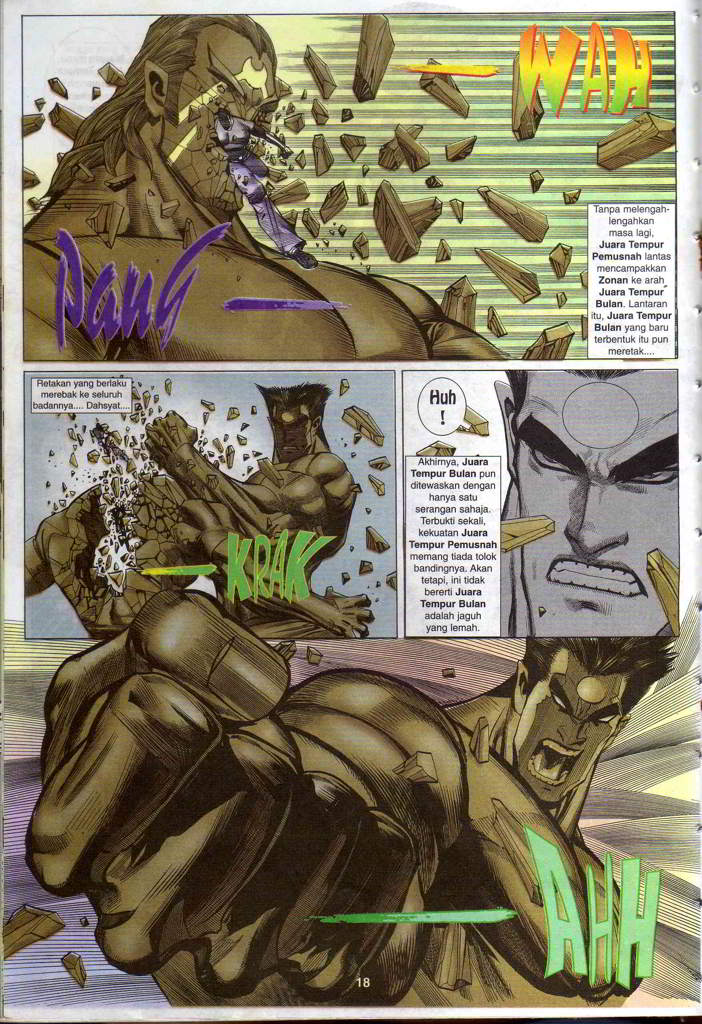 WAH
Tanpa melengah-
lengahkan
masa lagi,
Juara Tempur
Pemusnah lantas
mencampakkan
Zonan ke arah
Juara Tempur
Bulan. Lantaran
itu, Juara Tempur
Bulan yang baru
terbentuk itu pun
meretak....
PanG
Retakan yang berlaku
merebak ke seluruh
badannya.... Dahsyat....
KRAK
Huh
!
Akhirnya, Juara
Tempur Bulan pun
ditewaskan dengan
hanya satu
serangan sahaja.
Terbukti sekali,
kekuatan Juara
Tempur Pemusnah
memang tiada tolok
bandingnya. Akan
tetapi, ini tidak
bererti Juara
Tempur Bulan
adalah jaguh
yang lemah.
AHH
18